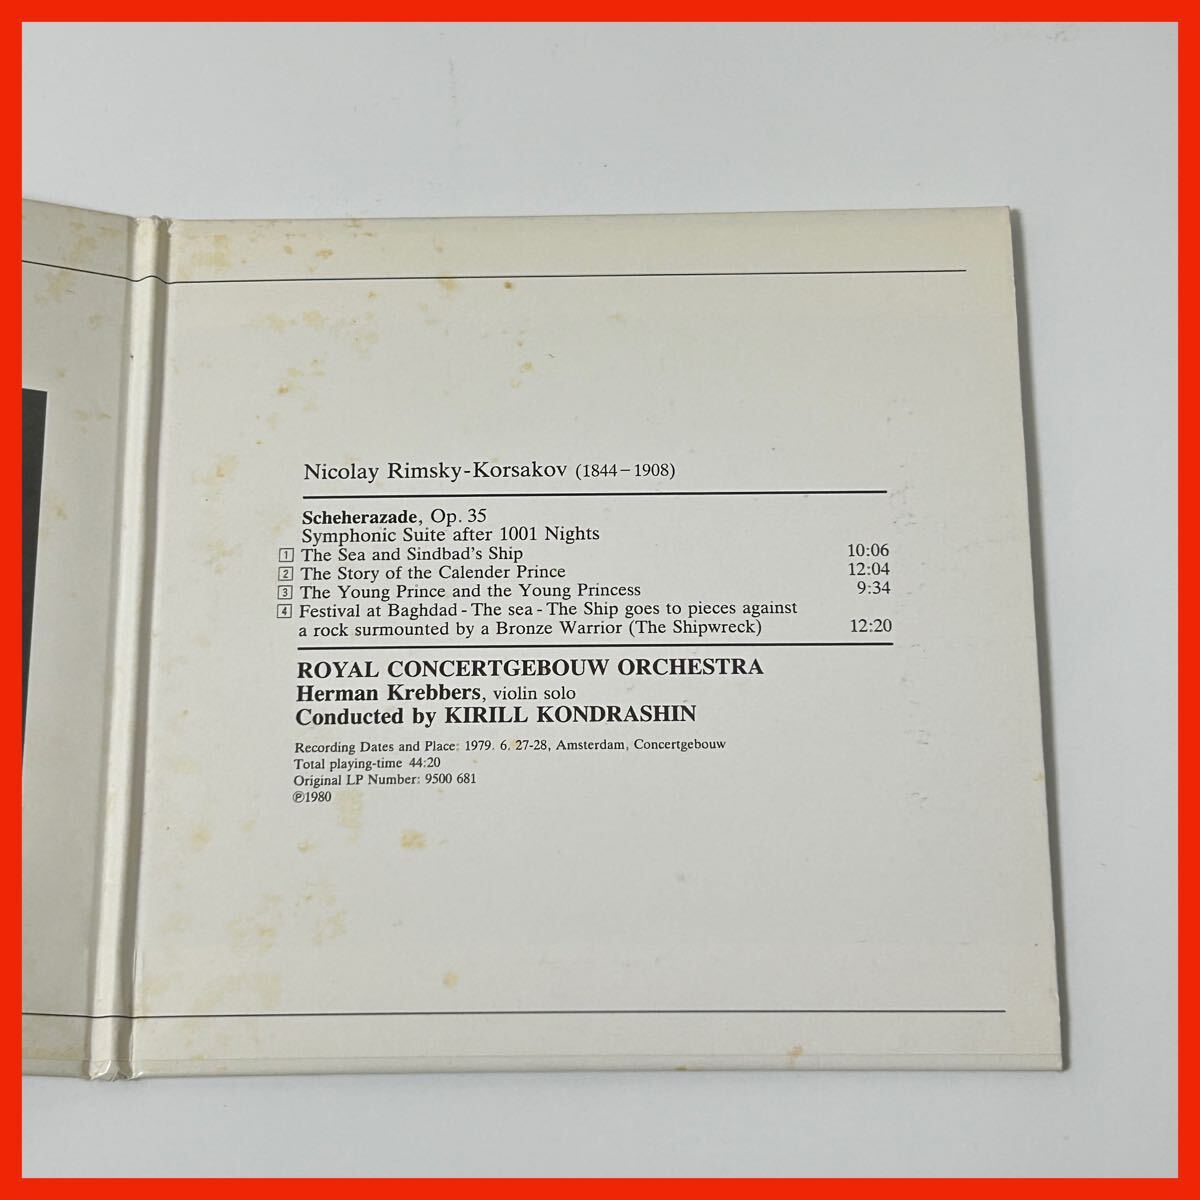 Nicolay Rimsky-Korsakov (1844–1908)
Scheherazade, Op. 35
Symphonic Suite after 1001 Nights
1 The Sea and Sindbad's Ship 10:06
2 The Story of the Calender Prince 12:04
3 The Young Prince and the Young Princess 9:34
4 Festival at Baghdad - The sea - The Ship goes to pieces against
a rock surmounted by a Bronze Warrior (The Shipwreck) 12:20
ROYAL CONCERTGEBOUW ORCHESTRA
Herman Krebbers, violin solo
Conducted by KIRILL KONDRASHIN
Recording Dates and Place: 1979. 6. 27-28, Amsterdam, Concertgebouw
Total playing-time 44:20
Original LP Number: 9500 681
℗1980